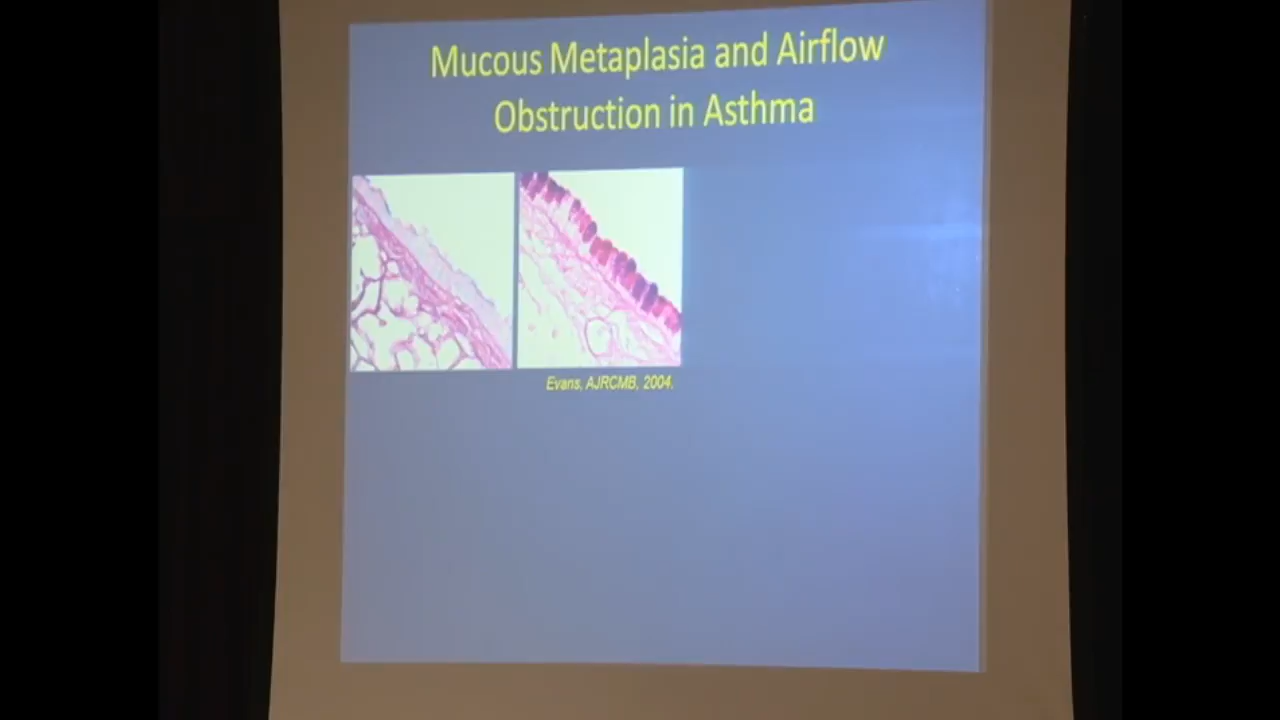 Mucous Metaplasia and Airflow
Obstruction in Asthma
Evans, AJRCMB, 2004.